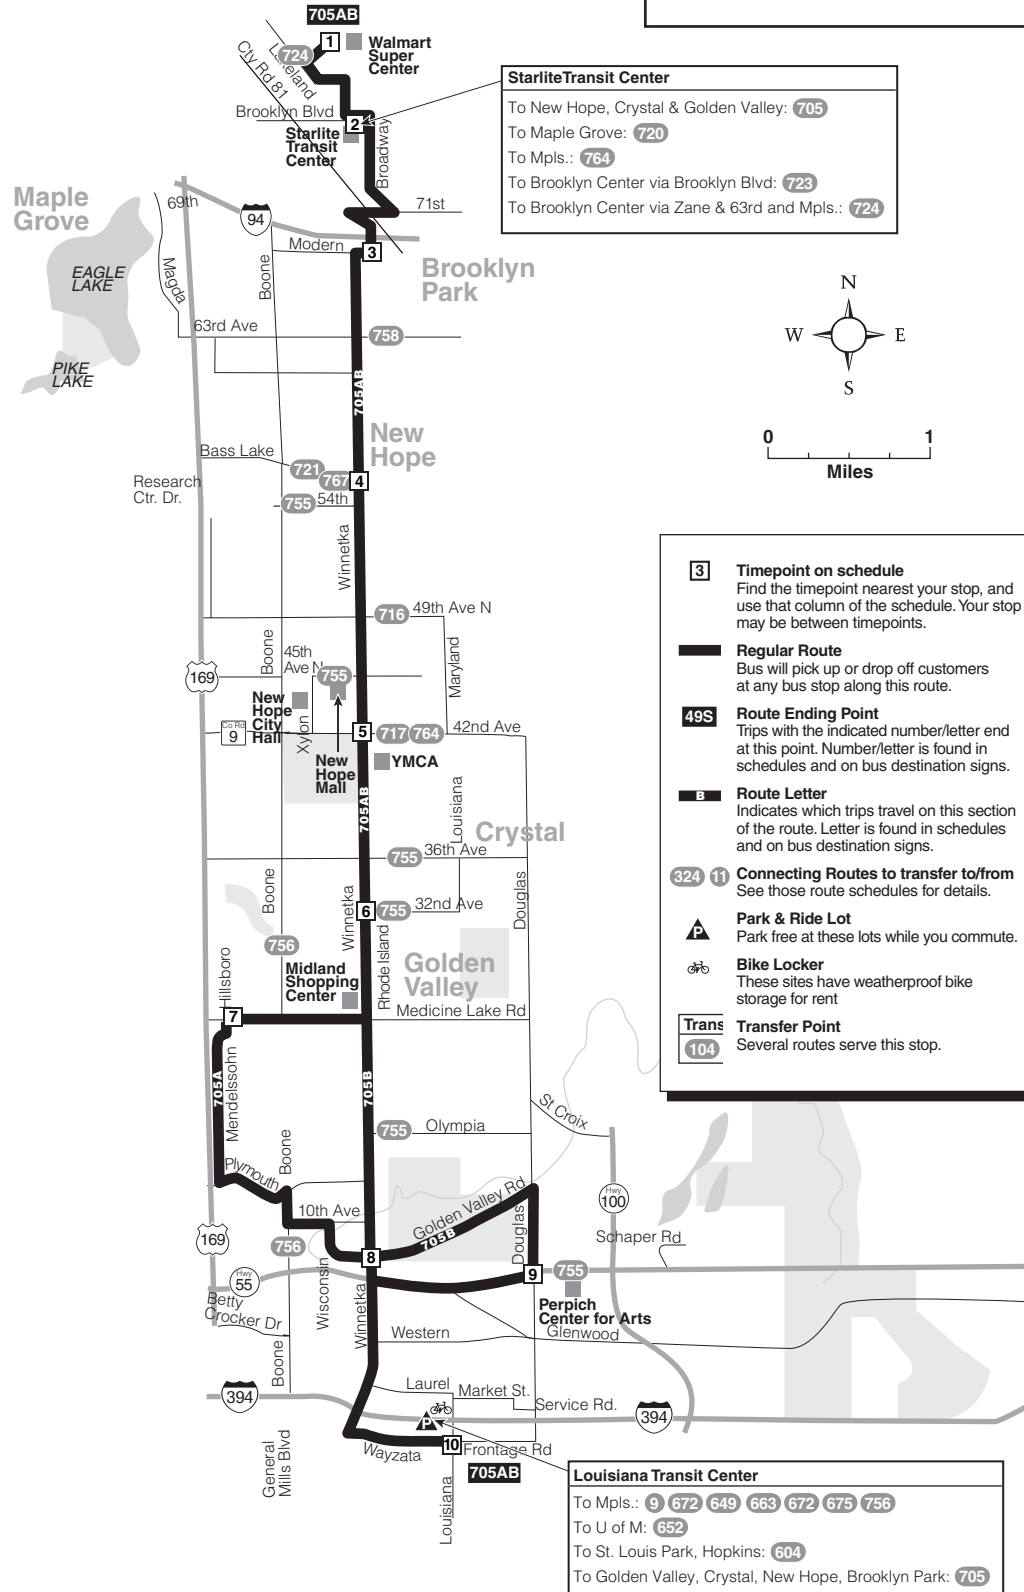 705AB
1
Walmart
Super
Center
724
Lakeland
Cty Rd 81
Brooklyn Blvd
2
Starlite
Transit
Center
Broadway
StarliteTransit Center
To New Hope, Crystal & Golden Valley: 705
To Maple Grove: 720
To Mpls.: 764
To Brooklyn Center via Brooklyn Blvd: 723
To Brooklyn Center via Zane & 63rd and Mpls.: 724
Maple
Grove
69th
94
71st
Modern
3
EAGLE
LAKE
Magda
Boone
Brooklyn
Park
63rd Ave
758
PIKE
LAKE
N
W E
S
705AB
New
Hope
0 1
Miles
Bass Lake
721
767
4
Research
Ctr. Dr.
755 54th
Winnetka
716 49th Ave N
Boone
45th
Ave N
755
Maryland
169
New
Hope
City
Hall
Xylon
Co Rd
9
5
717 764 42nd Ave
New
Hope
Mall
YMCA
705AB
Louisiana
Crystal
755 36th Ave
Boone
Winnetka
Douglas
6
755 32nd Ave
756
Rhode Island
Golden
Valley
Midland
Shopping
Center
Hillsboro
7
Medicine Lake Rd
705A
Mendelssohn
705B
St Croix
755 Olympia
Boone
Plymouth
10th Ave
Golden Valley Rd
705B
Douglas
Hwy
100
Schaper Rd
169
756
8
9
755
Hwy
55
Wisconsin
Winnetka
Perpich
Center for Arts
Betty
Crocker Dr
Western
Glenwood
Boone
Laurel
Market St.
Service Rd.
394
P
394
General
Mills Blvd
Wayzata
10
Frontage Rd
705AB
Louisiana
3
Timepoint on schedule
Find the timepoint nearest your stop, and
use that column of the schedule. Your stop
may be between timepoints.
Regular Route
Bus will pick up or drop off customers
at any bus stop along this route.
49S
Route Ending Point
Trips with the indicated number/letter end
at this point. Number/letter is found in
schedules and on bus destination signs.
B
Route Letter
Indicates which trips travel on this section
of the route. Letter is found in schedules
and on bus destination signs.
324 11
Connecting Routes to transfer to/from
See those route schedules for details.
P
Park & Ride Lot
Park free at these lots while you commute.
Bike Locker
These sites have weatherproof bike
storage for rent
Trans
104
Transfer Point
Several routes serve this stop.
Louisiana Transit Center
To Mpls.: 9 672 649 663 672 675 756
To U of M: 652
To St. Louis Park, Hopkins: 604
To Golden Valley, Crystal, New Hope, Brooklyn Park: 705